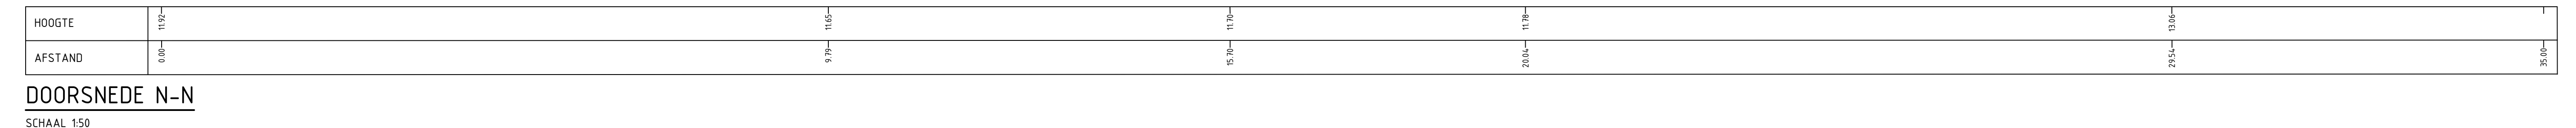 HOOGTE 11.92 11.65 11.70 11.78 13.06
AFSTAND 0.00 9.79 15.70 20.04 29.54 35.00
DOORSNEDE N-N
SCHAAL 1:50